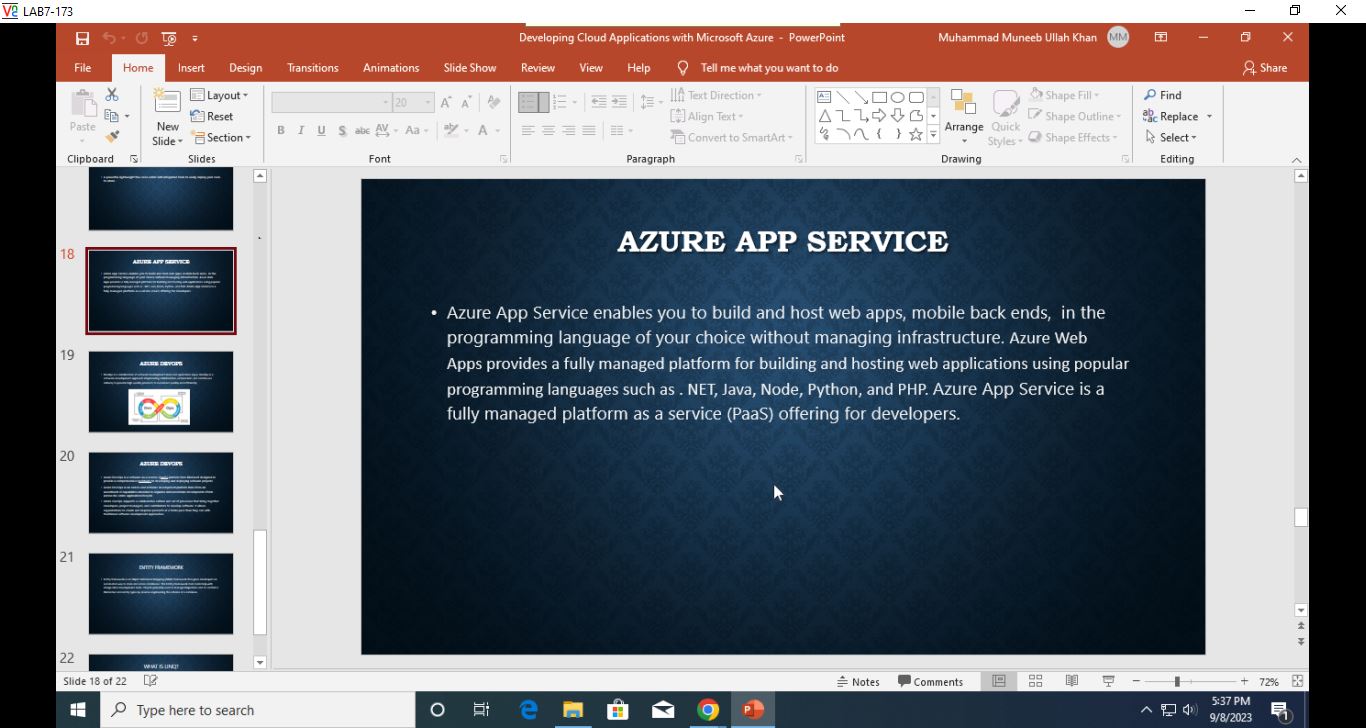 LAB7-173
Developing Cloud Applications with Microsoft Azure - PowerPoint
Muhammad Muneeb Ullah Khan MM
File Home Insert Design Transitions Animations Slide Show Review View Help Tell me what you want to do Share
Paste
New
Slide
Layout
Reset
Section
20
B I U S abc AV Aa A
Text Direction
Align Text
Convert to SmartArt
Arrange
Quick
Styles
Shape Fill
Shape Outline
Shape Effects
Find
Replace
Select
Clipboard Slides Font Paragraph Drawing Editing
18
AZURE APP SERVICE
19
AZURE DEVOPS
20
AZURE DEVOPS
21
ENTITY FRAMEWORK
22
WHAT IS LINQ?
AZURE APP SERVICE
• Azure App Service enables you to build and host web apps, mobile back ends,  in the
programming language of your choice without managing infrastructure. Azure Web
Apps provides a fully managed platform for building and hosting web applications using popular
programming languages such as . NET, Java, Node, Python, and PHP. Azure App Service is a
fully managed platform as a service (PaaS) offering for developers.
Slide 18 of 22
Notes Comments 72%
Type here to search
5:37 PM
9/8/2023
1